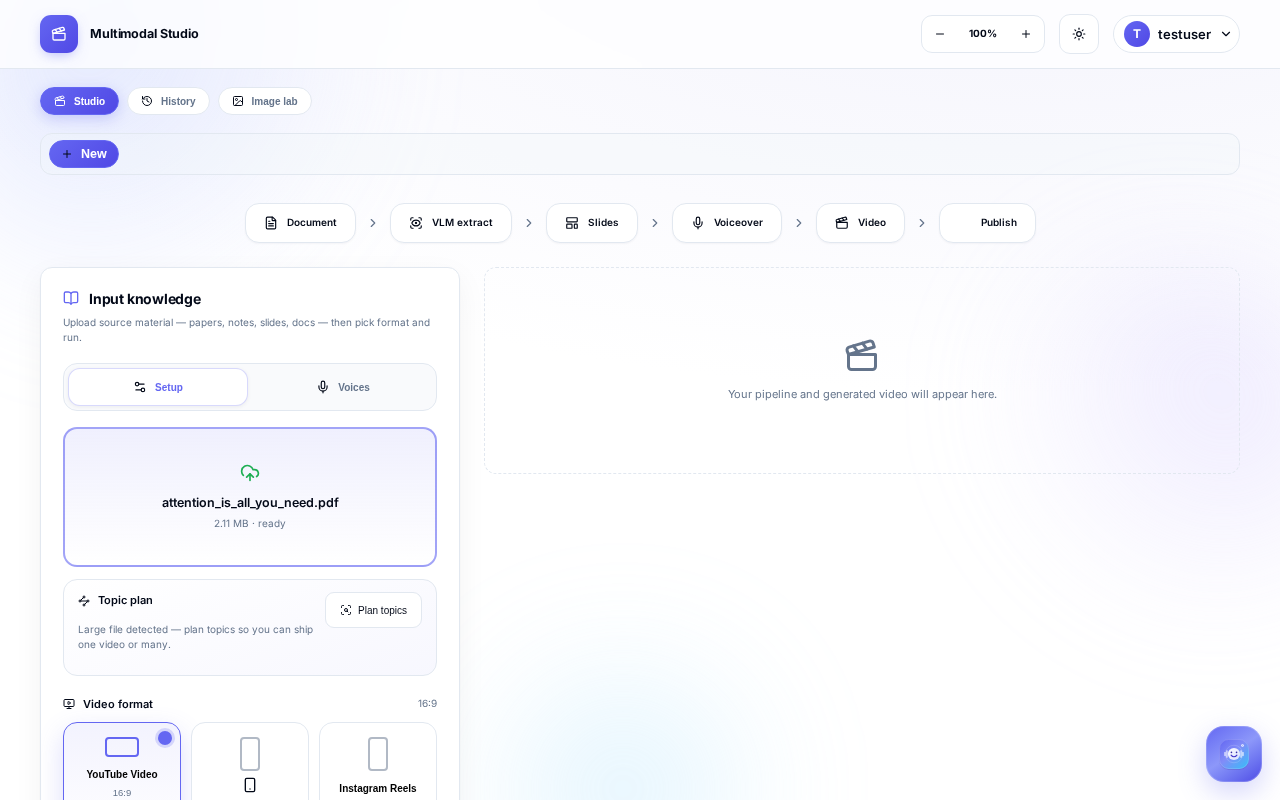 Multimodal Studio
100%
T
testuser
Studio
History
Image lab
New
Document
VLM extract
Slides
Voiceover
Video
Publish
Input knowledge
Upload source material — papers, notes, slides, docs — then pick format and
run.
Setup
Voices
attention_is_all_you_need.pdf
2.11 MB · ready
Topic plan
Plan topics
Large file detected — plan topics so you can ship
one video or many.
Video format
16:9
YouTube Video
16:9
Instagram Reels
Your pipeline and generated video will appear here.